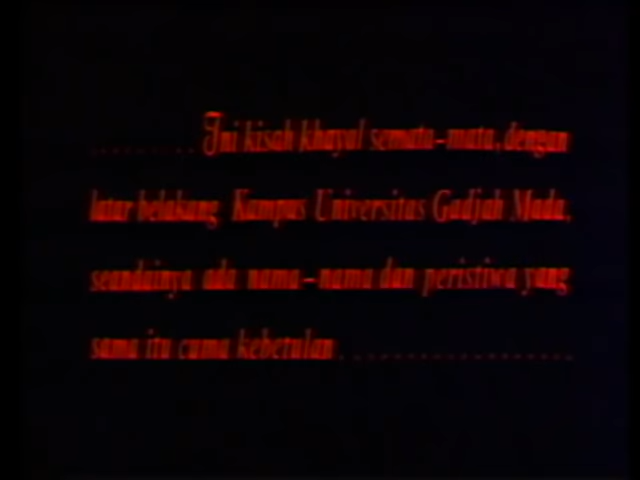 ........Ini kisah khayal semata-mata, dengan
latar belakang Kampus Universitas Gadjah Mada,
seandainya ada nama-nama dan peristiwa yang
sama itu cuma kebetulan.................